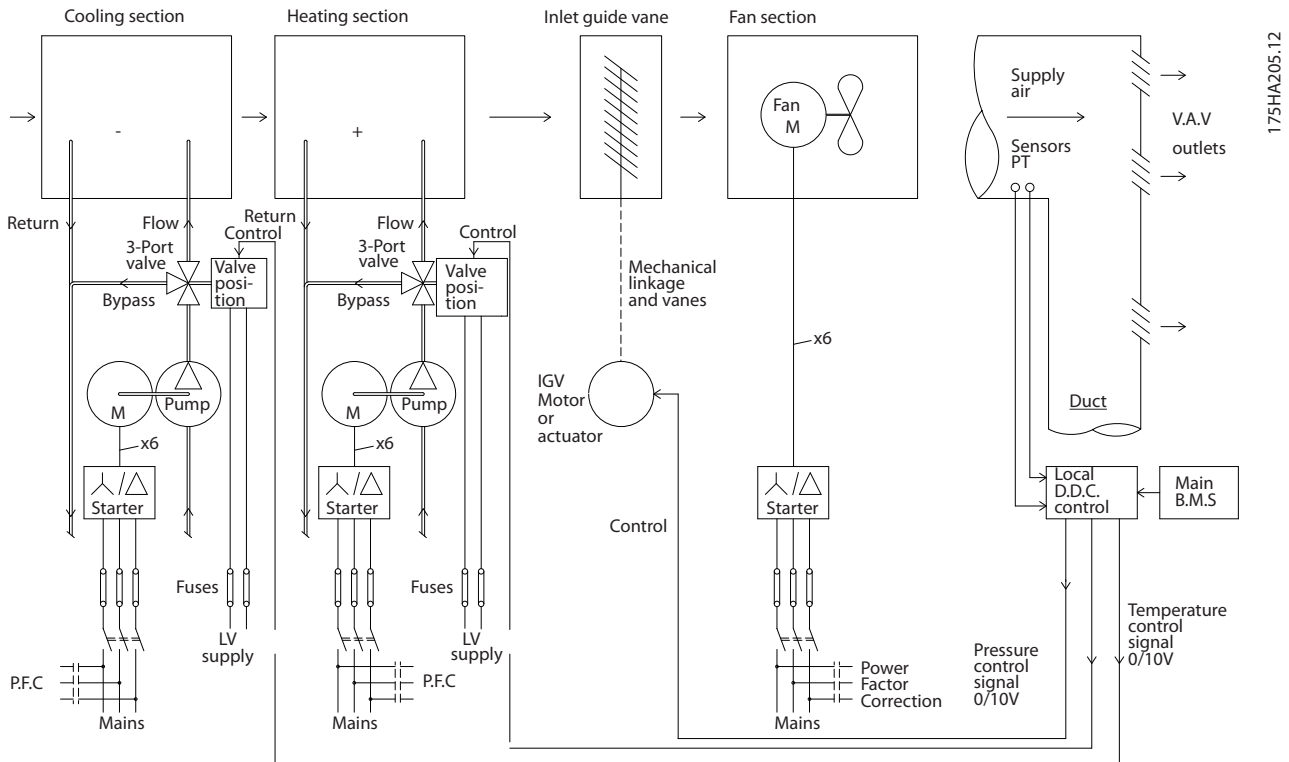 Cooling section
Heating section
Inlet guide vane
Fan section
175HA205.12
-
+
Fan
M
Supply
air
Sensors
PT
V.A.V
outlets
Return
Flow
3-Port
valve
Bypass
Control
Valve
posi-
tion
Return
Flow
3-Port
valve
Bypass
Control
Valve
posi-
tion
Mechanical
linkage
and vanes
x6
M
Pump
x6
M
Pump
x6
IGV
Motor
or
actuator
Duct
Starter
Starter
Control
Starter
Local
D.D.C.
control
Main
B.M.S
Fuses
LV
supply
Fuses
LV
supply
P.F.C
Mains
P.F.C
Mains
Power
Factor
Correction
Mains
Pressure
control
signal
0/10V
Temperature
control
signal
0/10V